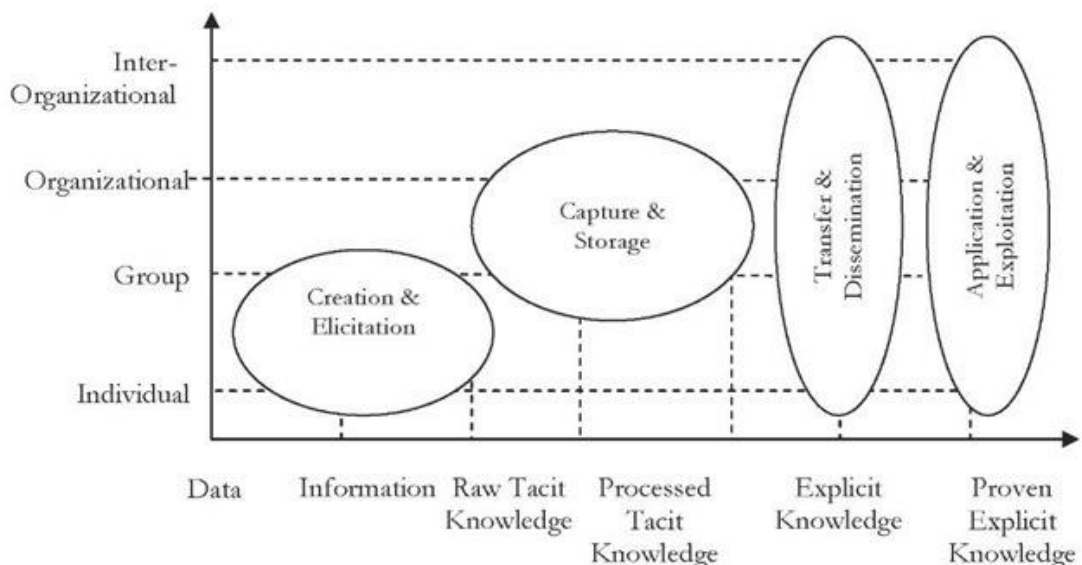 Inter-
Organizational
Organizational
Group
Individual
Creation &
Elicitation
Capture &
Storage
Transfer &
Dissemination
Application &
Exploitation
Data
Information
Raw Tacit
Knowledge
Processed
Tacit
Knowledge
Explicit
Knowledge
Proven
Explicit
Knowledge